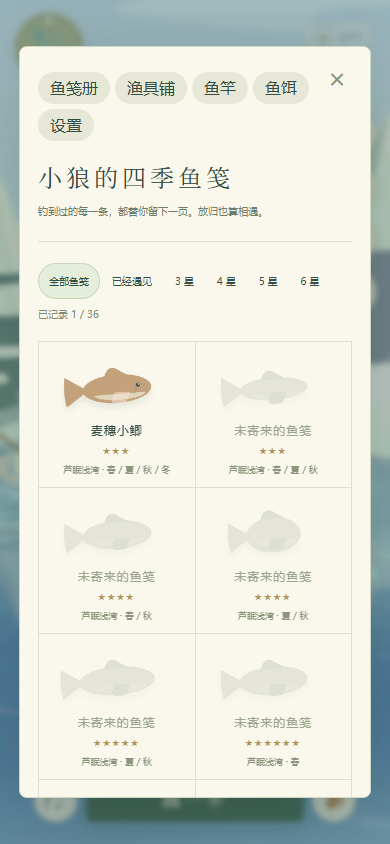 鱼笺册 渔具铺 鱼竿 鱼饵 ×
设置
小狼的四季鱼笺
钓到过的每一条，都替你留下一页。放归也算相遇。
全部鱼笺 已经遇见 3 星 4 星 5 星 6 星
已记录 1 / 36
麦穗小鲫 未寄来的鱼笺
★★★ ★★★
芦眠浅湾 · 春 / 夏 / 秋 / 冬 芦眠浅湾 · 春 / 夏 / 秋
未寄来的鱼笺 未寄来的鱼笺
★★★★ ★★★★
芦眠浅湾 · 春 / 秋 芦眠浅湾 · 夏 / 秋
未寄来的鱼笺 未寄来的鱼笺
★★★★★ ★★★★★★
芦眠浅湾 · 夏 / 秋 芦眠浅湾 · 春